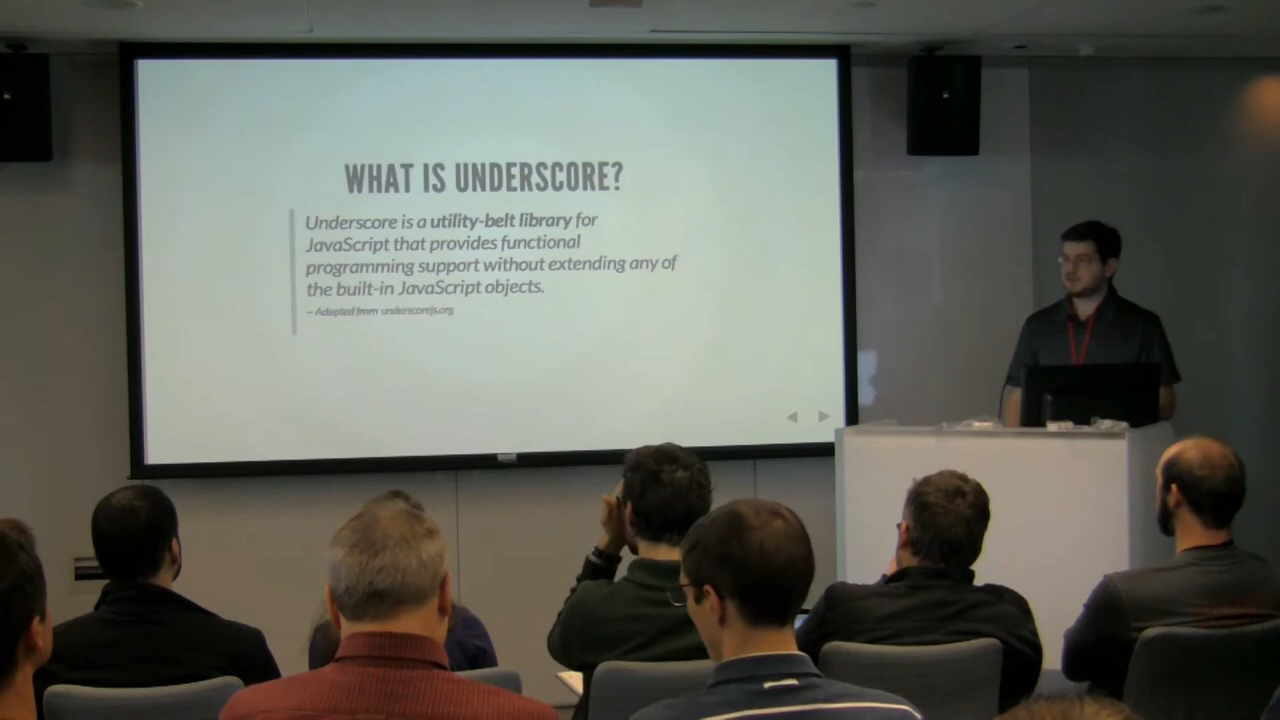 WHAT IS UNDERSCORE?
Underscore is a utility-belt library for
JavaScript that provides functional
programming support without extending any of
the built-in JavaScript objects.
– Adapted from underscorejs.org